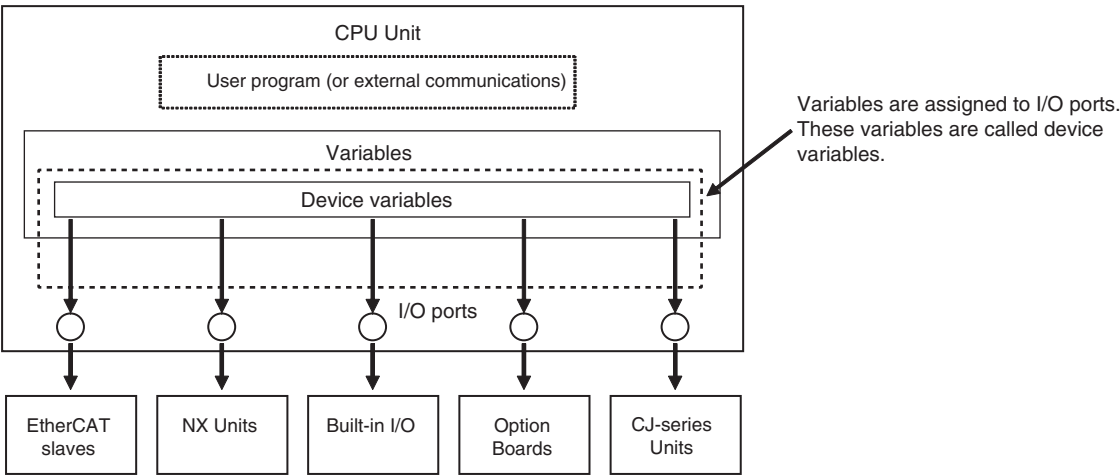 CPU Unit
User program (or external communications)
Variables are assigned to I/O ports.
These variables are called device
variables.
Variables
Device variables
I/O ports
EtherCAT
slaves
NX Units
Built-in I/O
Option
Boards
CJ-series
Units